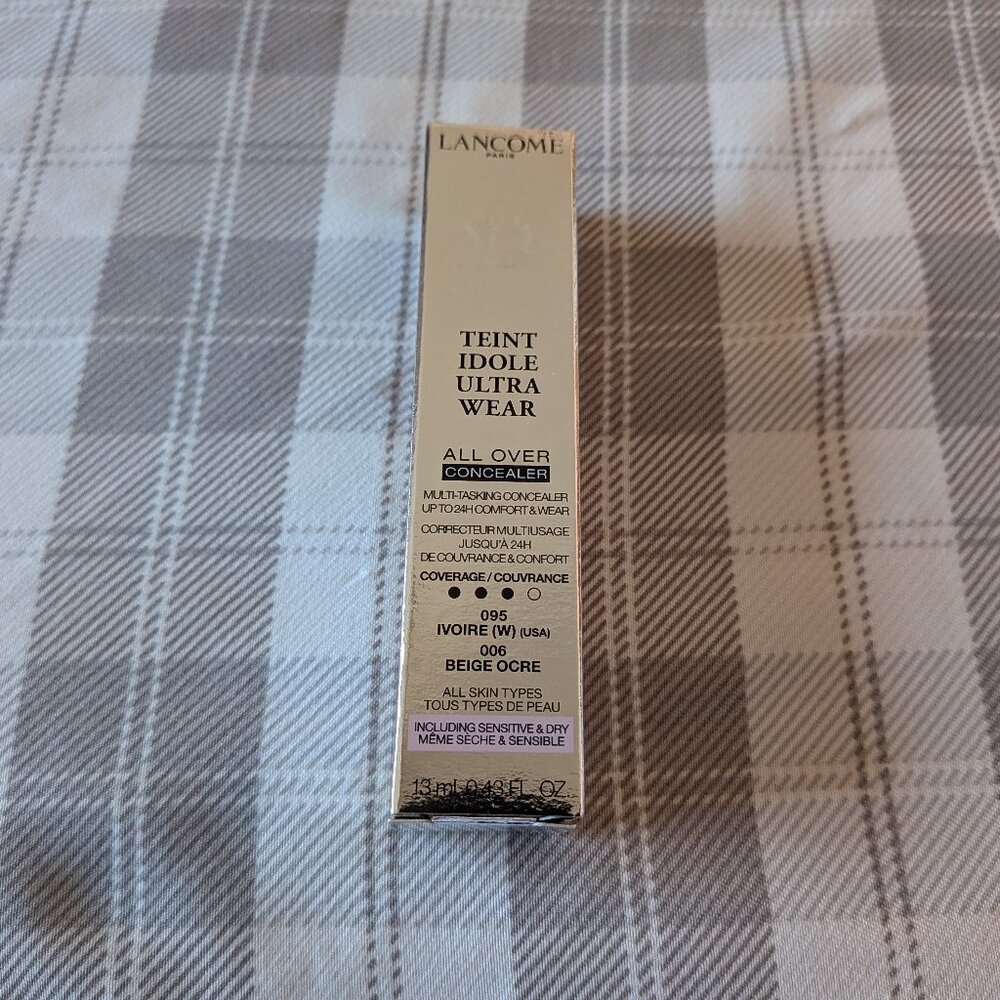 LANCÔME
PARIS
TEINT
IDOLE
ULTRA
WEAR
ALL OVER
CONCEALER
MULTI-TASKING CONCEALER
UP TO 24H COMFORT & WEAR
CORRECTEUR MULTIUSAGE
JUSQU'À 24H
DE COUVRANCE & CONFORT
COVERAGE / COUVRANCE
095
IVOIRE (W) (USA)
006
BEIGE OCRE
ALL SKIN TYPES
TOUS TYPES DE PEAU
INCLUDING SENSITIVE & DRY
MÊME SÈCHE & SENSIBLE
13 ml 0.43 FL. OZ.